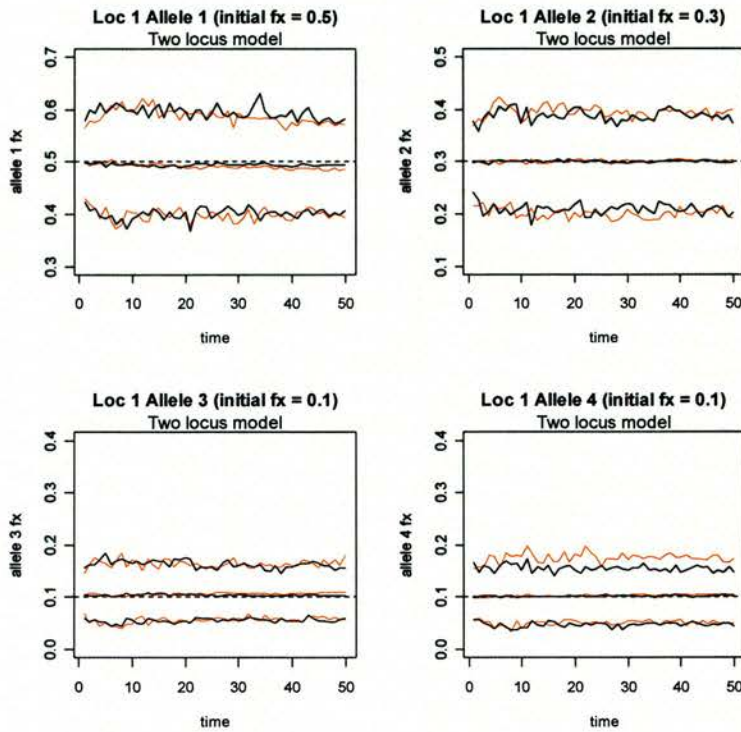 Loc 1 Allele 1 (initial fx = 0.5)
Two locus model
allele 1 fx
0.7
0.6
0.5
0.4
0.3
0 10 20 30 40 50
time
Loc 1 Allele 2 (initial fx = 0.3)
Two locus model
allele 2 fx
0.5
0.4
0.3
0.2
0.1
0 10 20 30 40 50
time
Loc 1 Allele 3 (initial fx = 0.1)
Two locus model
allele 3 fx
0.4
0.3
0.2
0.1
0.0
0 10 20 30 40 50
time
Loc 1 Allele 4 (initial fx = 0.1)
Two locus model
allele 4 fx
0.4
0.3
0.2
0.1
0.0
0 10 20 30 40 50
time